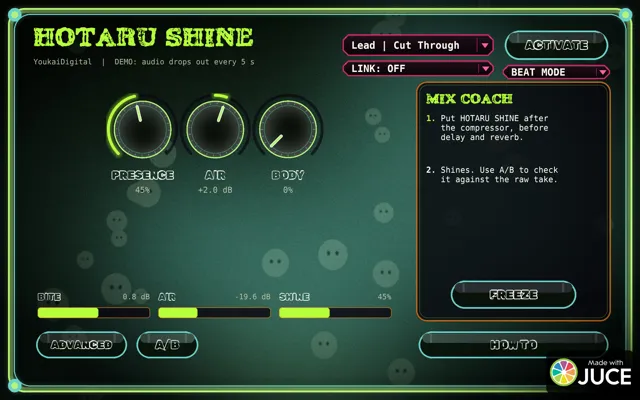 HOTARU SHINE
YoukaiDigital | DEMO: audio drops out every 5 s
Lead | Cut Through
ACTIVATE
LINK: OFF
BEAT MODE
PRESENCE
45%
AIR
+2.0 dB
BODY
0%
MIX COACH
1. Put HOTARU SHINE after
the compressor, before
delay and reverb.
2. Shines. Use A/B to check
it against the raw take.
FREEZE
BITE 0.8 dB
AIR -19.6 dB
SHINE 45%
ADVANCED
A/B
HOW TO
Made with
JUCE